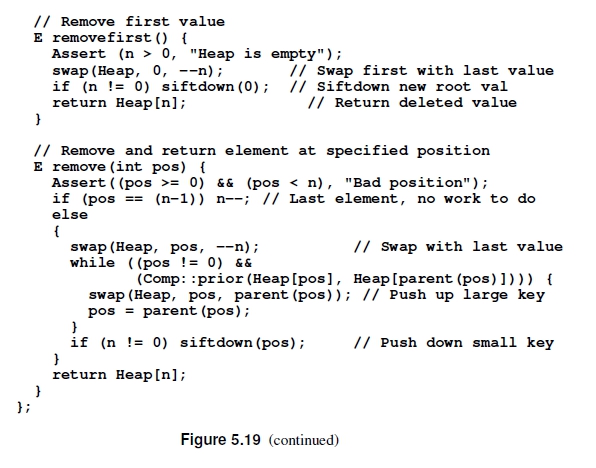 // Remove first value
E removefirst() {
Assert (n > 0, "Heap is empty");
swap(Heap, 0, --n); // Swap first with last value
if (n != 0) siftdown(0); // Siftdown new root val
return Heap[n]; // Return deleted value
}
// Remove and return element at specified position
E remove(int pos) {
Assert((pos >= 0) && (pos < n), "Bad position");
if (pos == (n-1)) n--; // Last element, no work to do
else
{
swap(Heap, pos, --n); // Swap with last value
while ((pos != 0) &&
(Comp::prior(Heap[pos], Heap[parent(pos)]))) {
swap(Heap, pos, parent(pos)); // Push up large key
pos = parent(pos);
}
if (n != 0) siftdown(pos); // Push down small key
}
return Heap[n];
}
};
Figure 5.19 (continued)